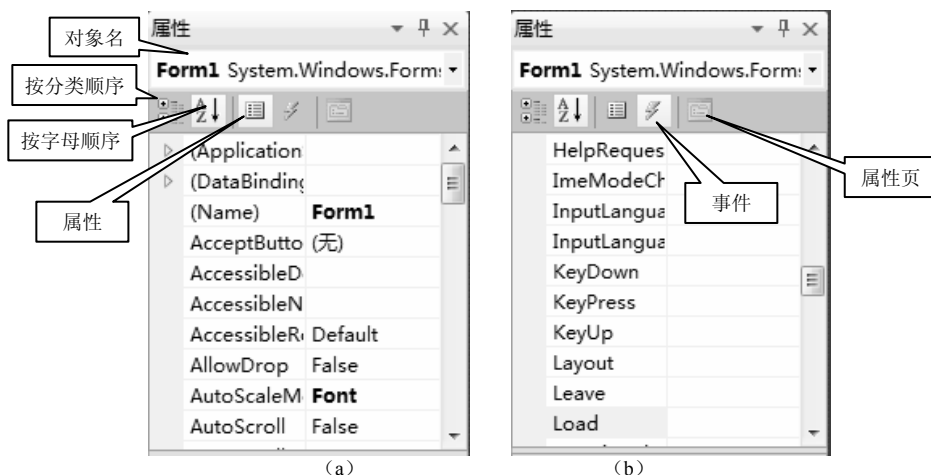 属性
对象名
Form1 System.Windows.Form
按分类顺序
按字母顺序
(Application
(DataBinding
(Name) Form1
属性
AcceptButto (无)
AccessibleD
AccessibleN
AccessibleR Default
AllowDrop False
AutoScaleM Font
AutoScroll False
(a)
属性
Form1 System.Windows.Form
HelpReques
ImeModeCh
属性页
InputLangua
事件
InputLangua
KeyDown
KeyPress
KeyUp
Layout
Leave
Load
(b)